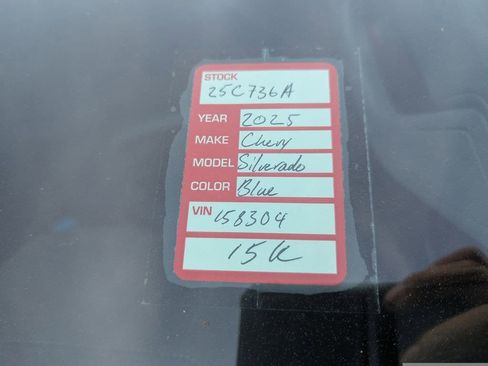 STOCK
25C736A
YEAR 2025
MAKE Chevy
MODEL Silverado
COLOR Blue
VIN 158304
15K